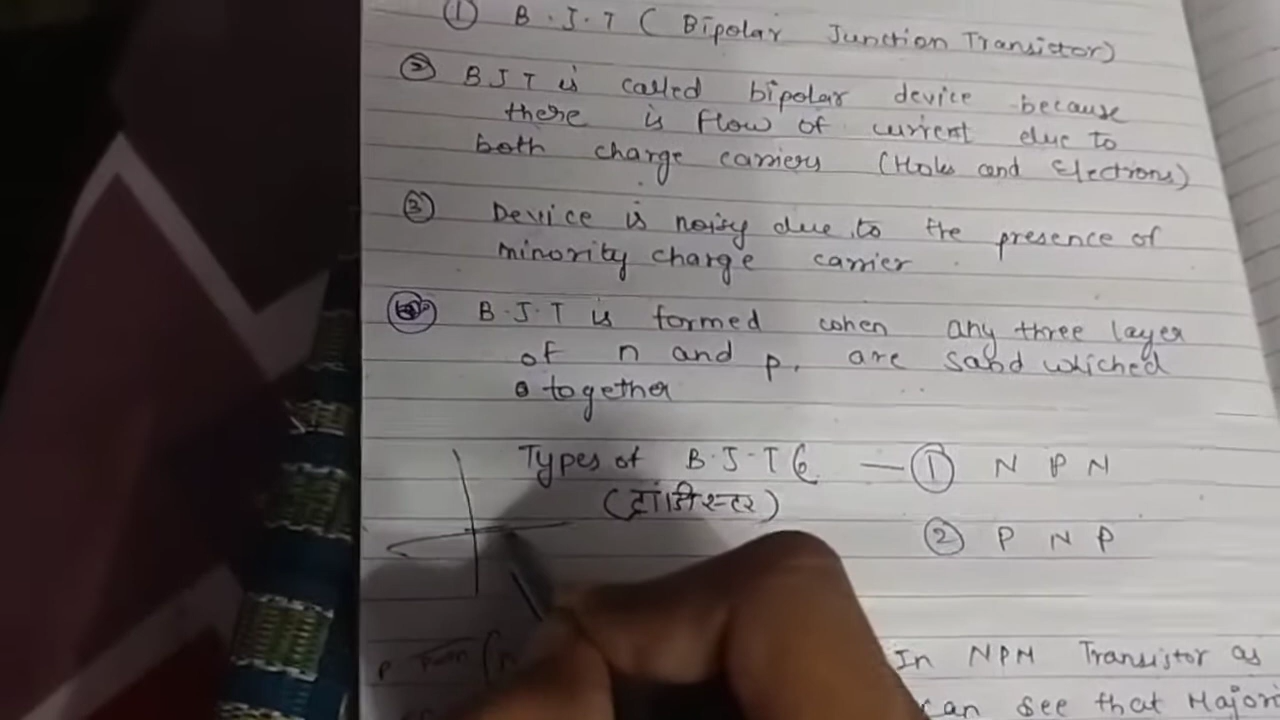 ① B.J.T ( Bipolar Junction Transistor)
② BJT is called bipolar device because
there is flow of current due to
both charge carriers (Holes and Electrons)
③ Device is noisy due to the presence of
minority charge carrier
B.J.T is formed when any three layer
of n and p. are sandwhiched
together
Types of B.J.T — ① N P N
(ट्रांजिस्टर)
② P N P
P
In NPN Transistor as
can see that Majori